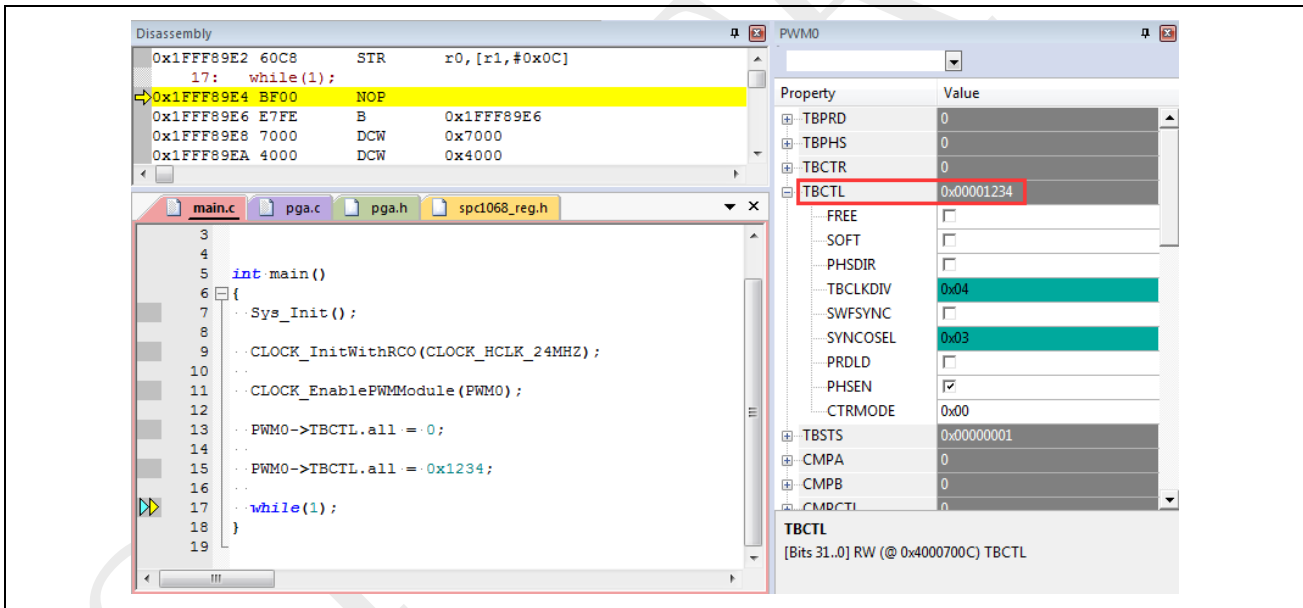 Disassembly
0x1FFF89E2 60C8 STR r0,[r1,#0x0C]
17: while(1);
0x1FFF89E4 BF00 NOP
0x1FFF89E6 E7FE B 0x1FFF89E6
0x1FFF89E8 7000 DCW 0x7000
0x1FFF89EA 4000 DCW 0x4000
main.c pga.c pga.h spc1068_reg.h
3
4
5 int main()
6 {
7 Sys_Init();
8
9 CLOCK_InitWithRCO(CLOCK_HCLK_24MHZ);
10
11 CLOCK_EnablePWMModule(PWM0);
12
13 PWM0->TBCTL.all = 0;
14
15 PWM0->TBCTL.all = 0x1234;
16
17 while(1);
18 }
19
PWM0
Property Value
TBPRD 0
TBPHS 0
TBCTR 0
TBCTL 0x00001234
FREE
SOFT
PHSDIR
TBCLKDIV 0x04
SWFSYNC
SYNCOSEL 0x03
PRDLD
PHSEN
CTRMODE 0x00
TBSTS 0x00000001
CMPA 0
CMPB 0
CMPCTL 0
TBCTL
[Bits 31..0] RW (@ 0x4000700C) TBCTL